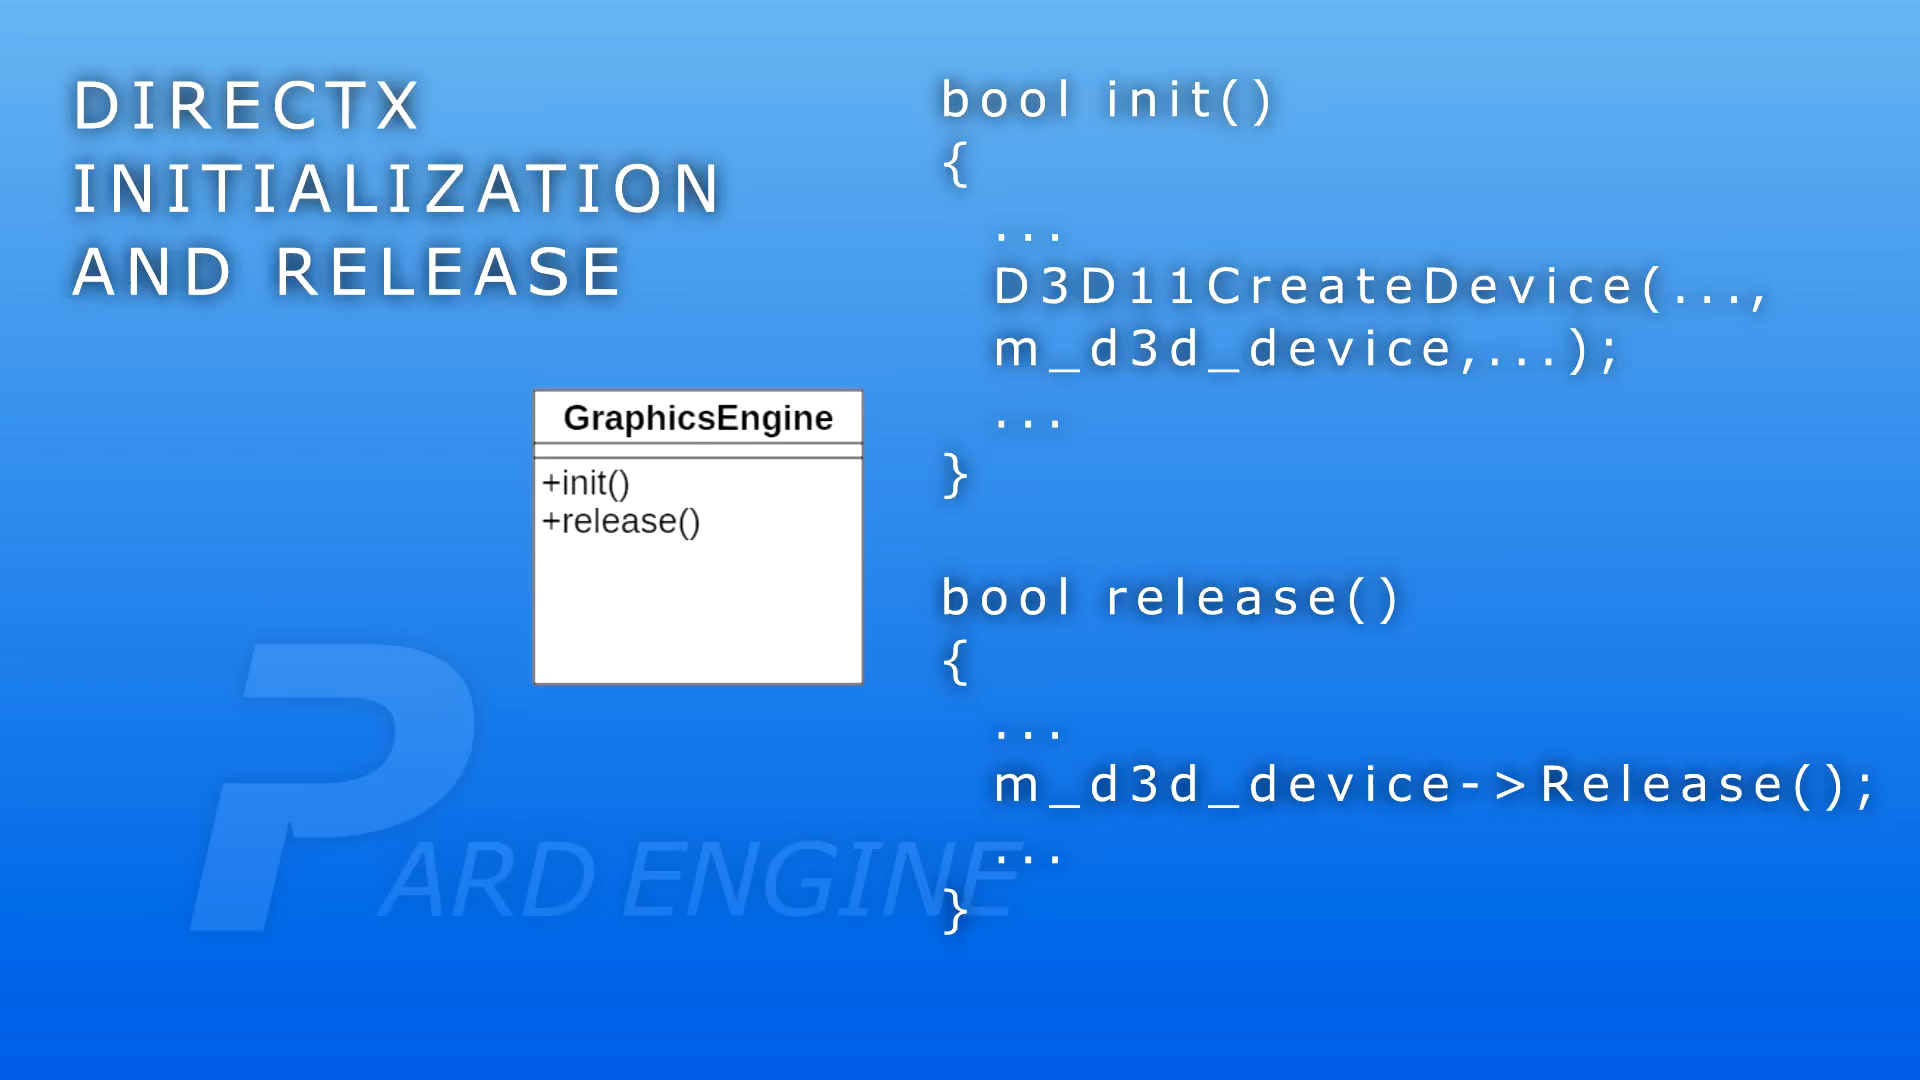 DIRECTX
INITIALIZATION
AND RELEASE
GraphicsEngine
+init()
+release()
bool init()
{
...
D3D11CreateDevice(...,
m_d3d_device,...);
...
}
bool release()
{
...
m_d3d_device->Release();
...
}
PARD ENGINE